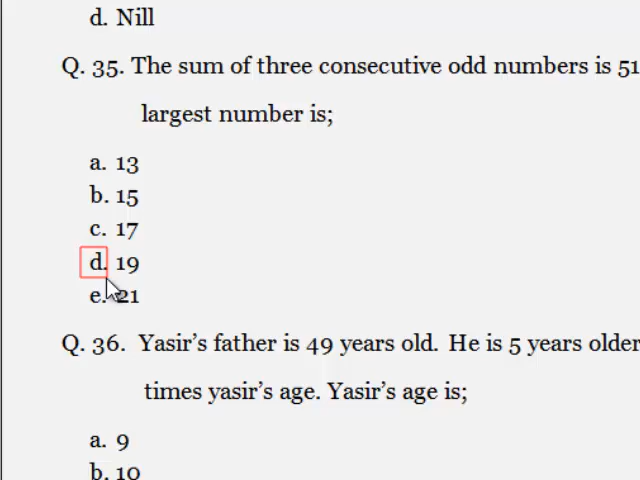 d. Nill
Q. 35. The sum of three consecutive odd numbers is 51
largest number is;
a. 13
b. 15
c. 17
d. 19
e. 21
Q. 36. Yasir's father is 49 years old. He is 5 years older
times yasir's age. Yasir's age is;
a. 9
b. 10